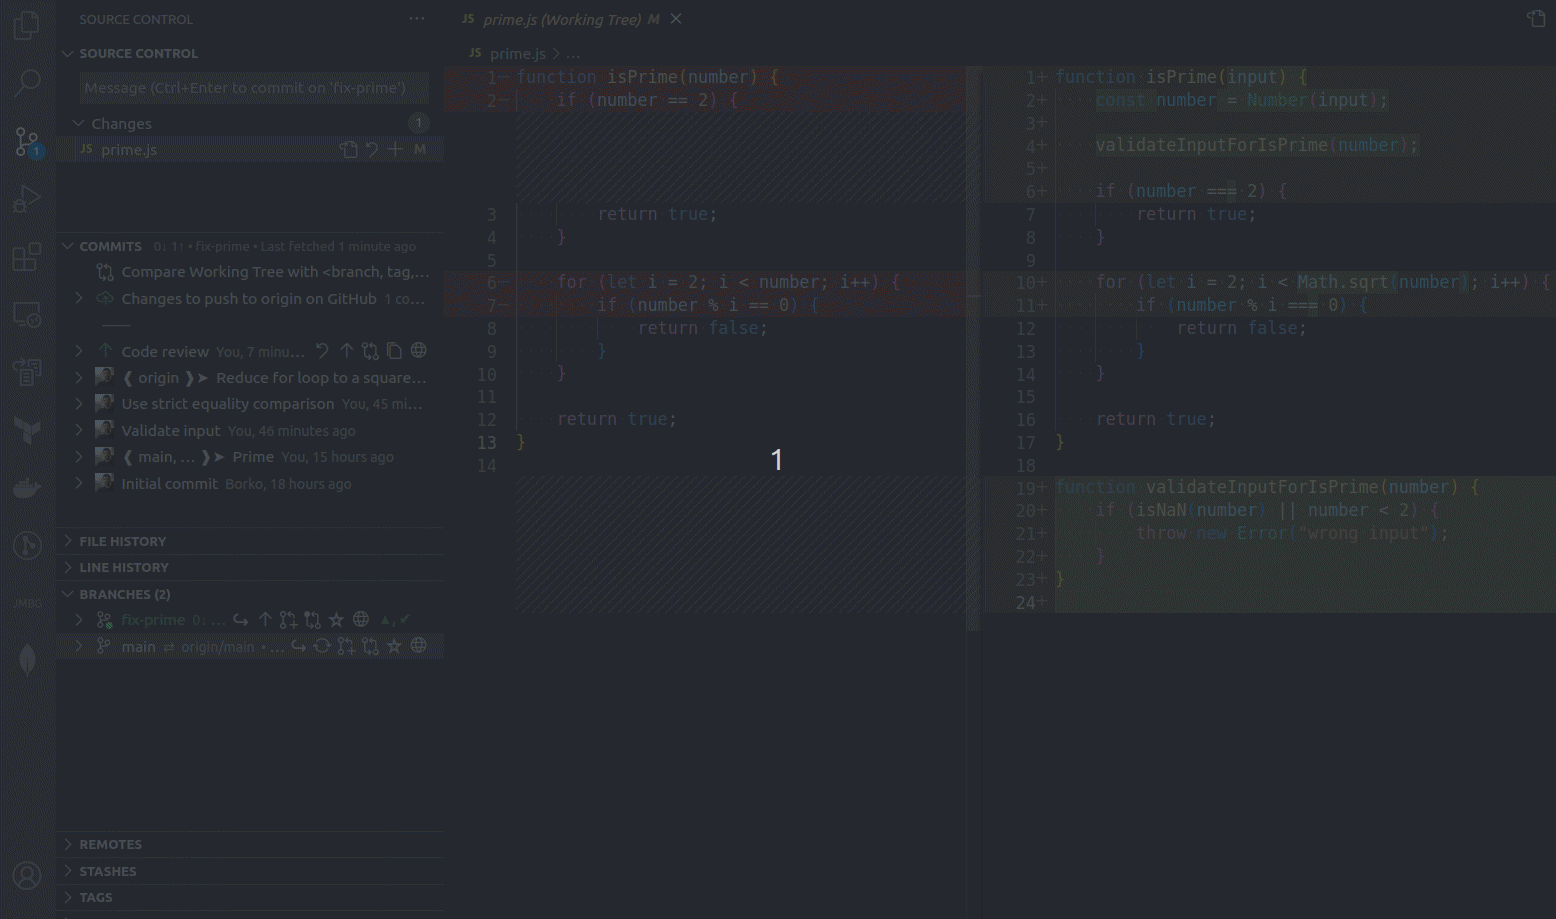 SOURCE CONTROL
SOURCE CONTROL
Message (Ctrl+Enter to commit on 'fix-prime')
Changes 1
JS prime.js M
1
COMMITS 0↓ 1↑ • fix-prime • Last fetched 1 minute ago
Compare Working Tree with <branch, tag,...
Changes to push to origin on GitHub 1 co...
Code review You, 7 minu...
❰ origin ❱➤ Reduce for loop to a square...
Use strict equality comparison You, 45 mi...
Validate input You, 46 minutes ago
❰ main, ... ❱➤ Prime You, 15 hours ago
Initial commit Borko, 18 hours ago
FILE HISTORY
LINE HISTORY
BRANCHES (2)
fix-prime 0↓ ... ▲, ✓
main ⇄ origin/main • ...
REMOTES
STASHES
TAGS
JMBG
JS prime.js (Working Tree) M
JS prime.js > ...
1− function isPrime(number) {
2− if (number == 2) {
3 return true;
4 }
5
6− for (let i = 2; i < number; i++) {
7− if (number % i == 0) {
8 return false;
9 }
10 }
11
12 return true;
13 }
14
1
1+ function isPrime(input) {
2+ const number = Number(input);
3+
4+ validateInputForIsPrime(number);
5+
6+ if (number === 2) {
7 return true;
8 }
9
10+ for (let i = 2; i < Math.sqrt(number); i++) {
11+ if (number % i === 0) {
12 return false;
13 }
14 }
15
16 return true;
17 }
18
19+ function validateInputForIsPrime(number) {
20+ if (isNaN(number) || number < 2) {
21+ throw new Error("wrong input");
22+ }
23+ }
24+